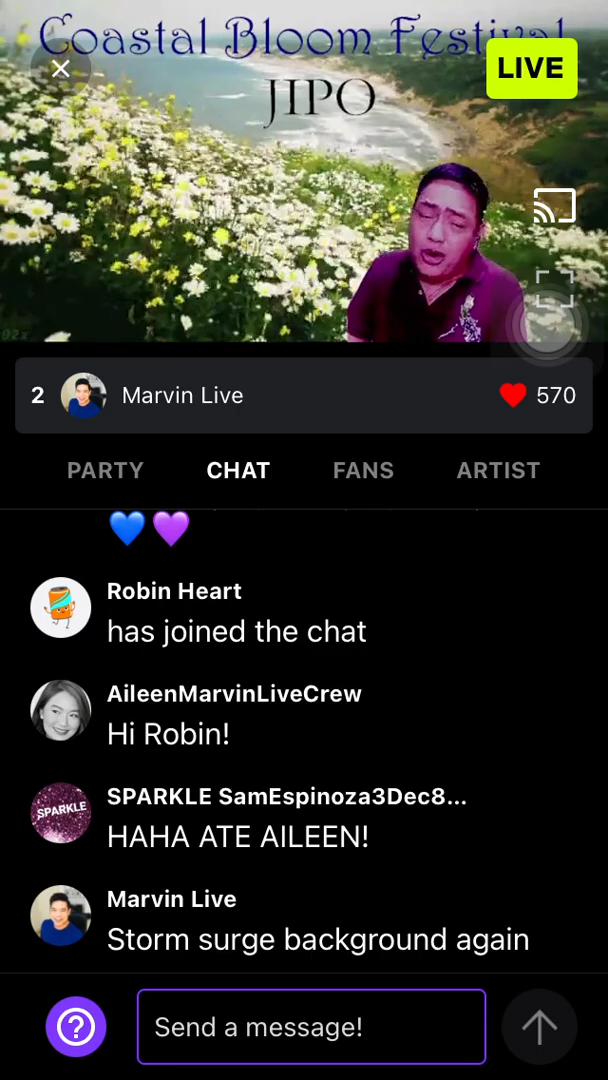 Coastal Bloom Festival
LIVE
JIPO
2 Marvin Live 570
PARTY CHAT FANS ARTIST
Robin Heart
has joined the chat
AileenMarvinLiveCrew
Hi Robin!
SPARKLE
SPARKLE SamEspinoza3Dec8...
HAHA ATE AILEEN!
Marvin Live
Storm surge background again
Send a message!